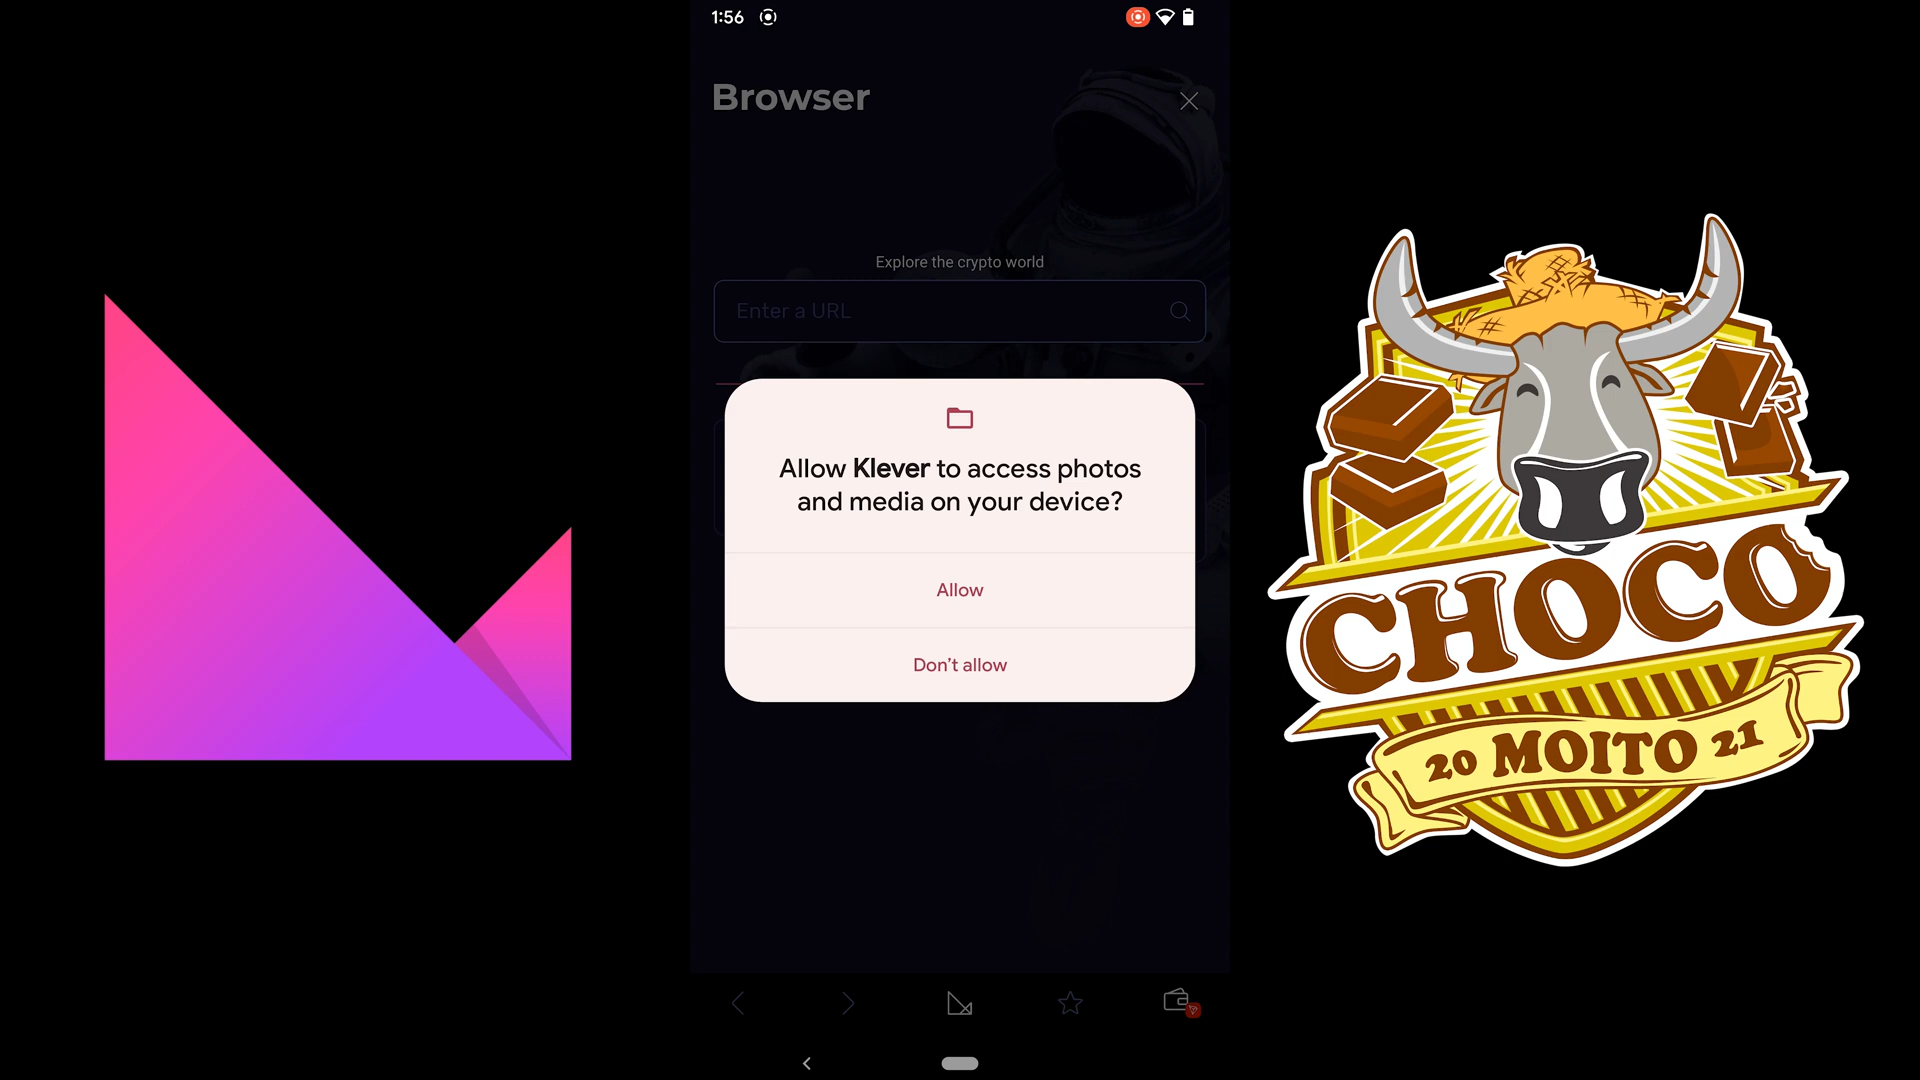 1:56
Browser
Explore the crypto world
Enter a URL
Allow Klever to access photos
and media on your device?
Allow
Don't allow
CHOCO
20 MOITO 21